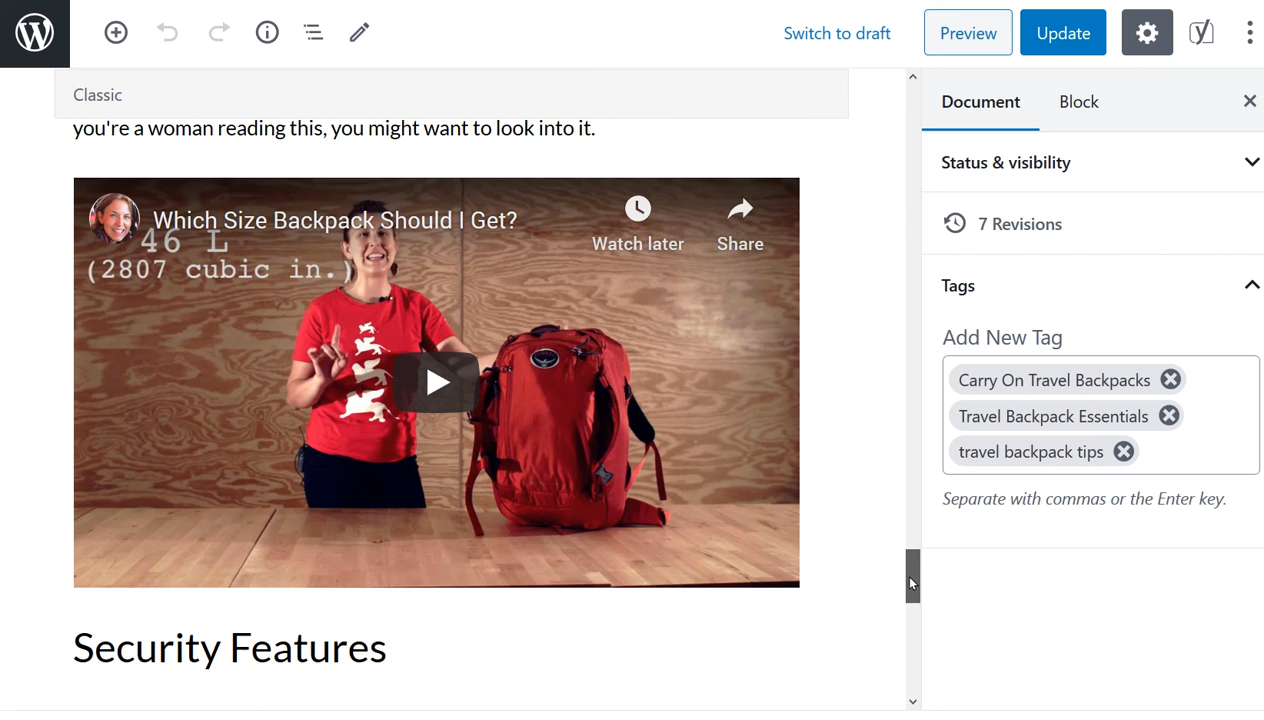 Switch to draft
Preview
Update
Classic
you're a woman reading this, you might want to look into it.
Which Size Backpack Should I Get?
46 L
(2807 cubic in.)
Watch later
Share
Security Features
Document
Block
Status & visibility
7 Revisions
Tags
Add New Tag
Carry On Travel Backpacks
Travel Backpack Essentials
travel backpack tips
Separate with commas or the Enter key.